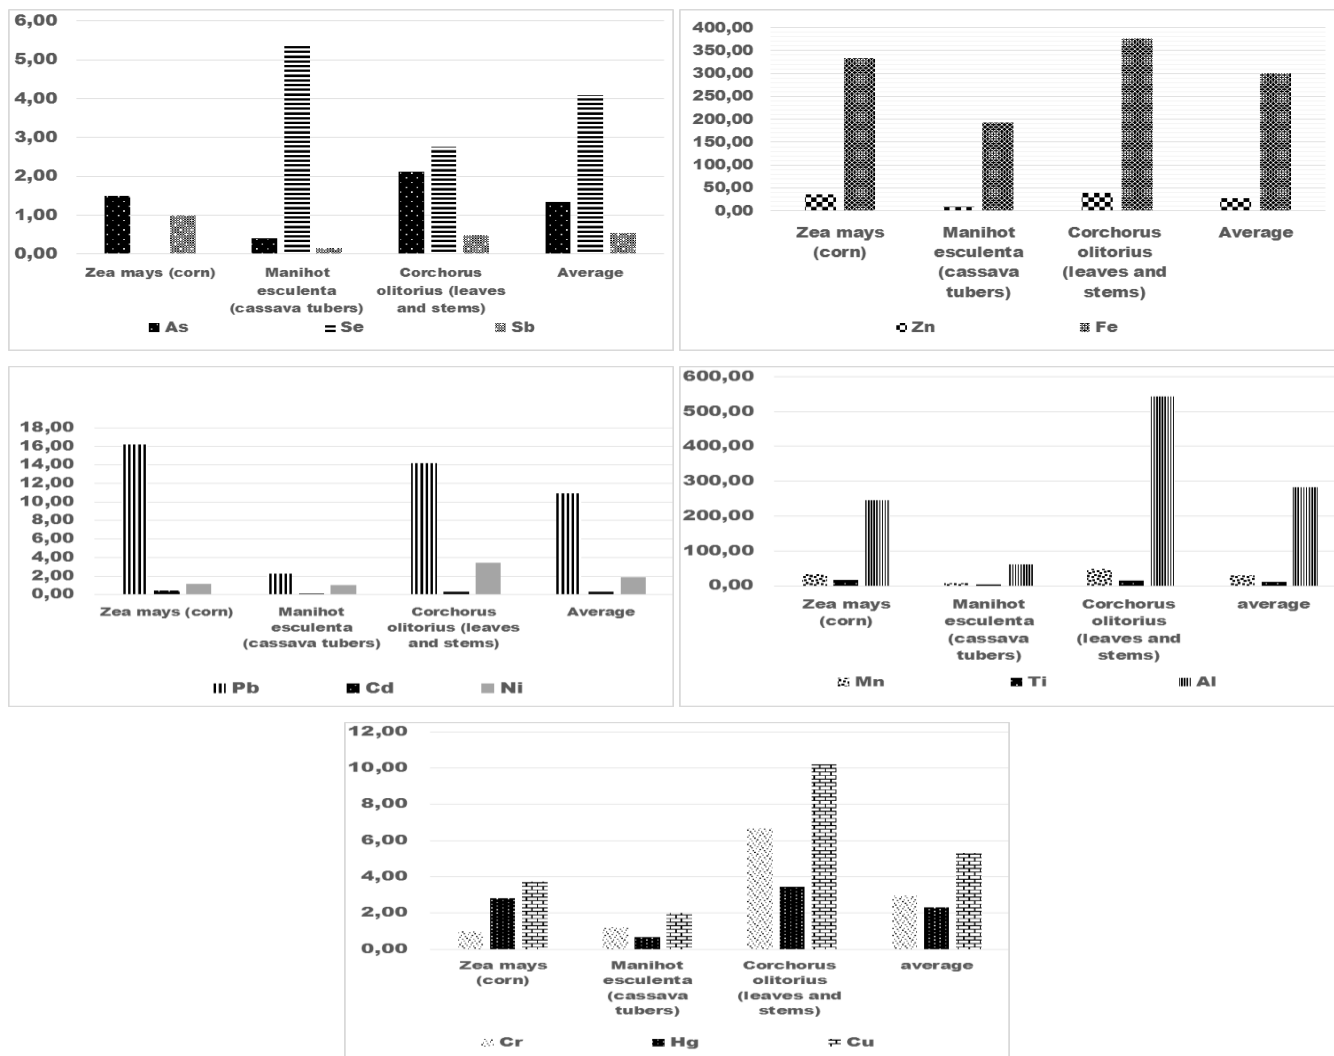 6,00
5,00
4,00
3,00
2,00
1,00
0,00
Zea mays (corn)
Manihot
esculenta
(cassava tubers)
Corchorus
olitorius (leaves
and stems)
Average
As
Se
Sb
400,00
350,00
300,00
250,00
200,00
150,00
100,00
50,00
0,00
Zea mays
(corn)
Manihot
esculenta
(cassava
tubers)
Corchorus
olitorius
(leaves and
stems)
Average
Zn
Fe
18,00
16,00
14,00
12,00
10,00
8,00
6,00
4,00
2,00
0,00
Zea mays (corn)
Manihot
esculenta
(cassava tubers)
Corchorus
olitorius (leaves
and stems)
Average
Pb
Cd
Ni
600,00
500,00
400,00
300,00
200,00
100,00
0,00
Zea mays
(corn)
Manihot
esculenta
(cassava
tubers)
Corchorus
olitorius
(leaves and
stems)
average
Mn
Ti
Al
12,00
10,00
8,00
6,00
4,00
2,00
0,00
Zea mays
(corn)
Manihot
esculenta
(cassava
tubers)
Corchorus
olitorius
(leaves and
stems)
average
Cr
Hg
Cu